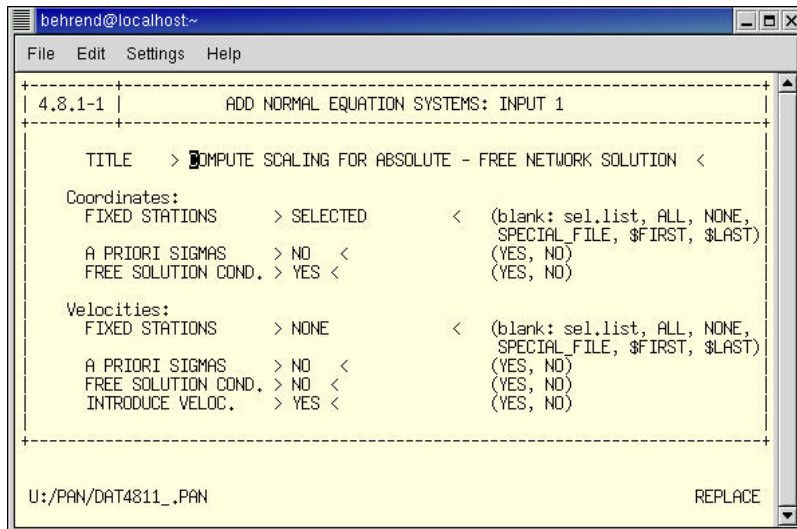 behrend@localhost:~
File Edit Settings Help
4.8.1-1 | ADD NORMAL EQUATION SYSTEMS: INPUT 1
TITLE > COMPUTE SCALING FOR ABSOLUTE - FREE NETWORK SOLUTION <
Coordinates:
FIXED STATIONS > SELECTED < (blank: sel.list, ALL, NONE,
SPECIAL_FILE, $FIRST, $LAST)
A PRIORI SIGMAS > NO < (YES, NO)
FREE SOLUTION COND. > YES < (YES, NO)
Velocities:
FIXED STATIONS > NONE < (blank: sel.list, ALL, NONE,
SPECIAL_FILE, $FIRST, $LAST)
A PRIORI SIGMAS > NO < (YES, NO)
FREE SOLUTION COND. > NO < (YES, NO)
INTRODUCE VELOC. > YES < (YES, NO)
U:/PAN/DAT4811_.PAN REPLACE